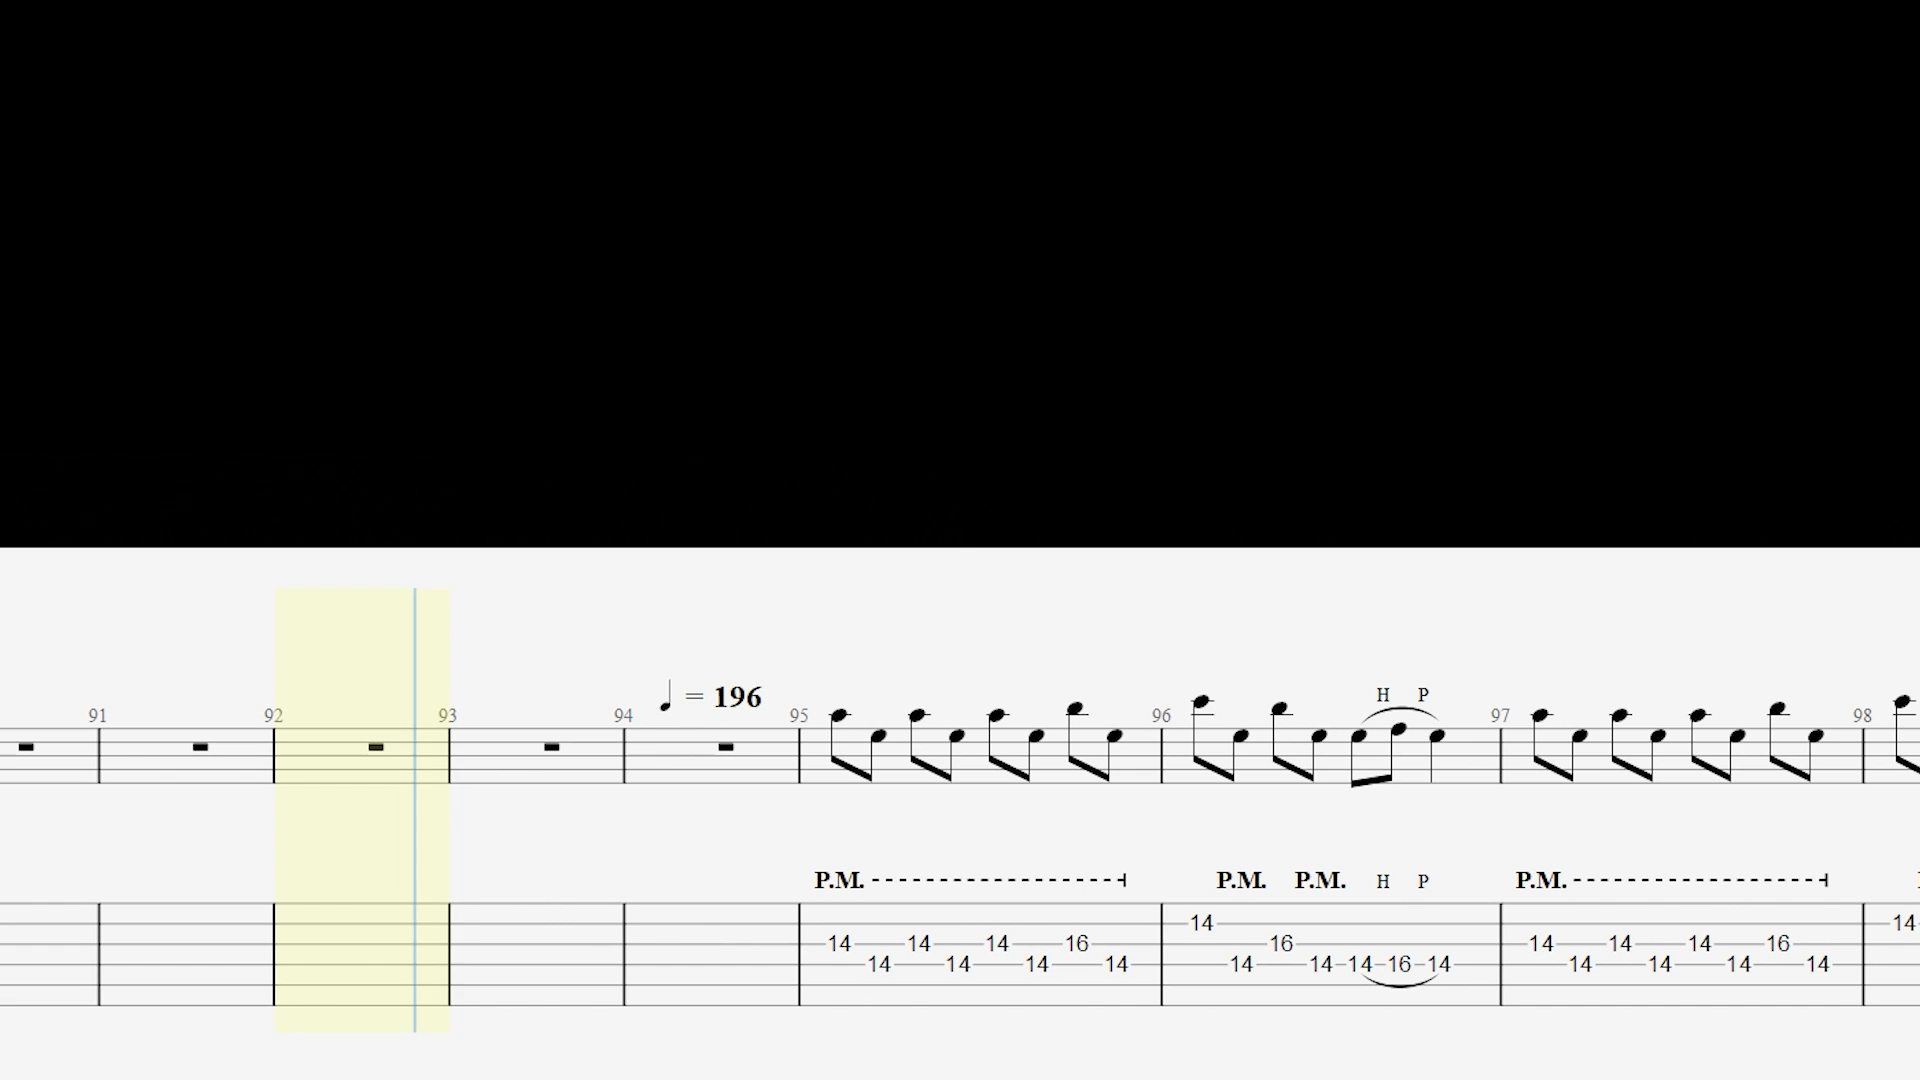 ♩ = 196
H P
91 92 93 94 95 96 97 98
P.M. P.M. P.M. H P P.M.
14 14
14 14 14 16 16 14 14 14 16
14 14 14 14 14 14 14 16 14 14 14 14 14